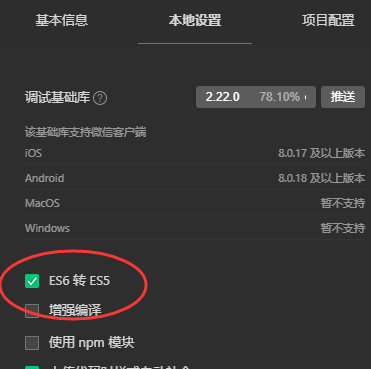 基本信息 本地设置 项目配置
调试基础库 ? 2.22.0 78.10% 推送
该基础库支持微信客户端
iOS 8.0.17 及以上版本
Android 8.0.18 及以上版本
MacOS 暂不支持
Windows 暂不支持
ES6 转 ES5
增强编译
使用 npm 模块